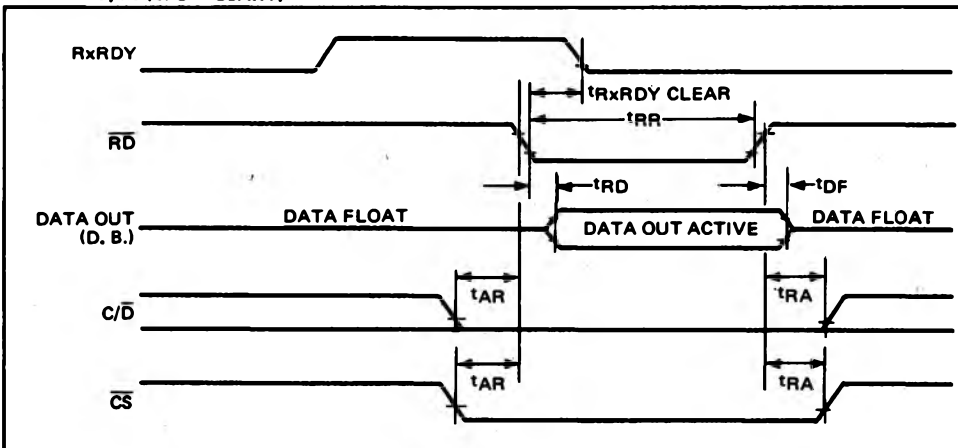 RxRDY
tRxRDY CLEAR
tRR
RD
tRD
tDF
DATA OUT
(D. B.)
DATA FLOAT
DATA OUT ACTIVE
DATA FLOAT
tAR
tRA
C/D
tAR
tRA
CS